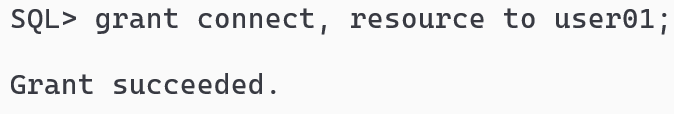 SQL> grant connect, resource to user01;
Grant succeeded.